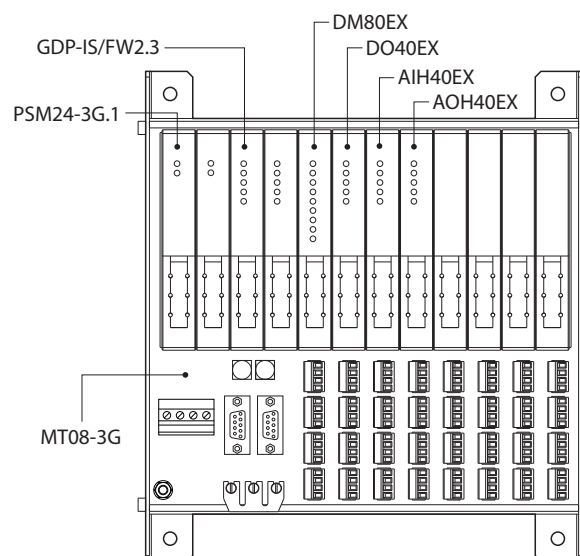 DM80EX
GDP-IS/FW2.3
DO40EX
AIH40EX
AOH40EX
PSM24-3G.1
MT08-3G